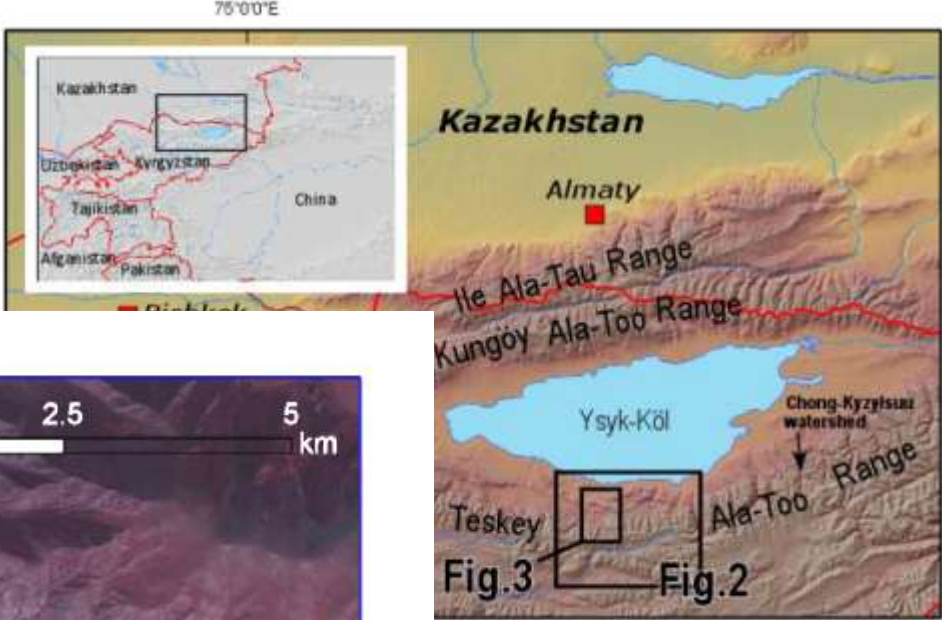 75°0'0"E
Kazakhstan
Uzbekistan
Kyrgyzstan
Tajikistan
China
Afganistan
Pakistan
Kazakhstan
Almaty
Ile Ala-Tau Range
Kungöy Ala-Too Range
Ysyk-Köl
Chong-Kyzylsuu
watershed
Teskey
Ala-Too Range
Fig.3
Fig.2
2.5
5
km